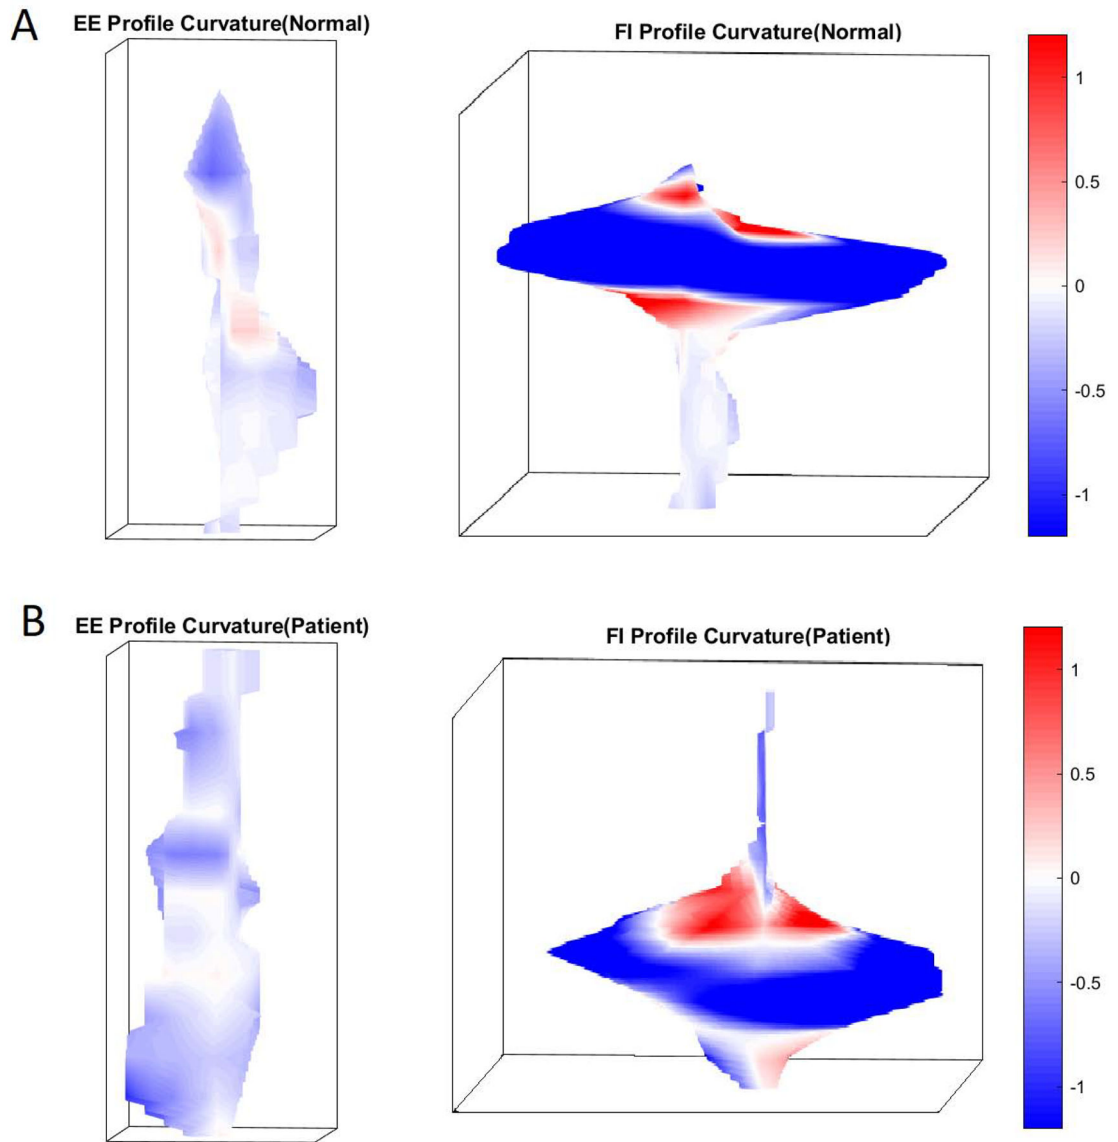 A
EE Profile Curvature(Normal)
FI Profile Curvature(Normal)
1
0.5
0
-0.5
-1
B
EE Profile Curvature(Patient)
FI Profile Curvature(Patient)
1
0.5
0
-0.5
-1